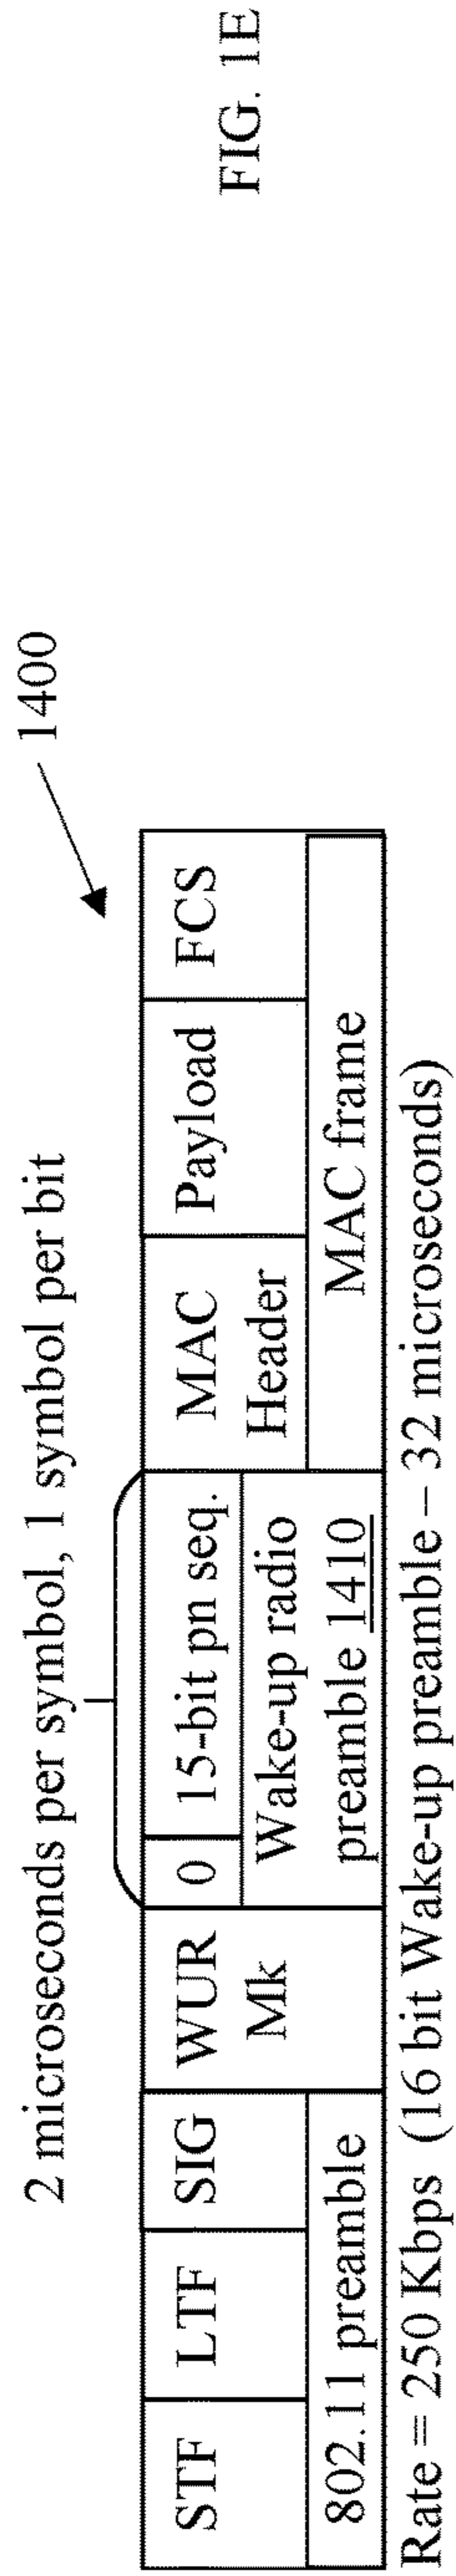 2 microseconds per symbol, 1 symbol per bit
1400
STF LTF SIG WUR Mk 0 15-bit pn seq. MAC Header Payload FCS
802.11 preamble Wake-up radio preamble 1410 MAC frame
Rate = 250 Kbps (16 bit Wake-up preamble – 32 microseconds)
FIG. 1E